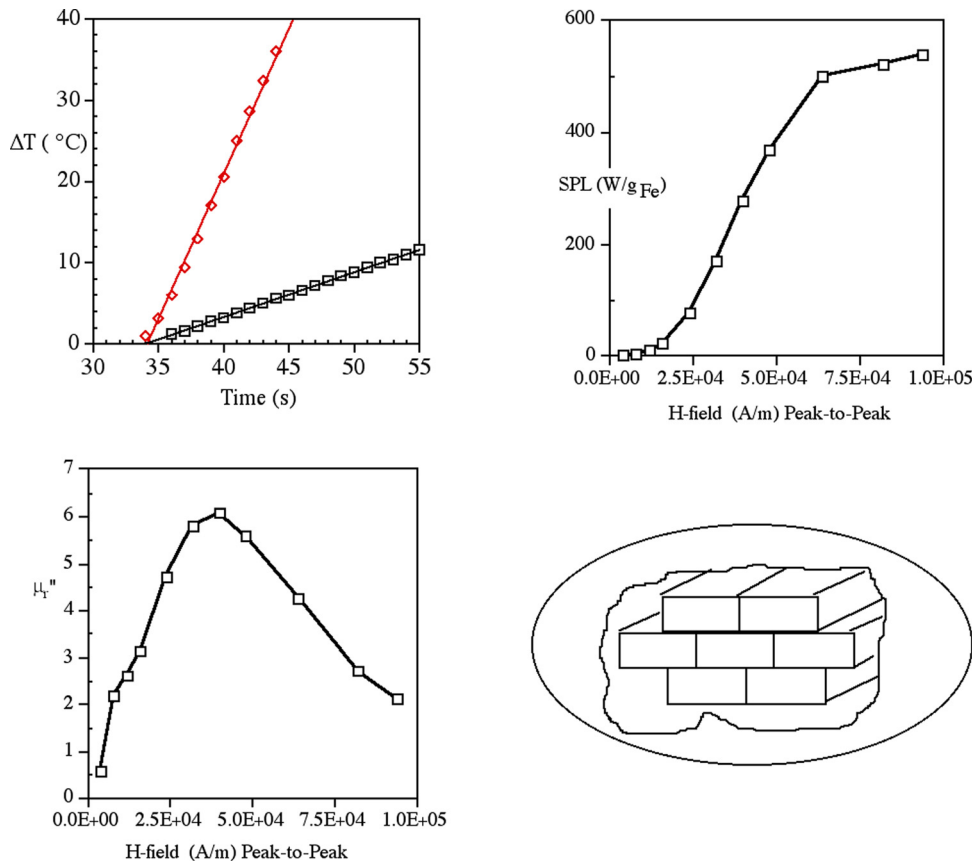 40
30
ΔT ( °C)
20
10
0
30 35 40 45 50 55
Time (s)
600
400
SPL (W/g Fe)
200
0
0.0E+00 2.5E+04 5.0E+04 7.5E+04 1.0E+05
H-field (A/m) Peak-to-Peak
7
6
5
μr"
4
3
2
1
0
0.0E+00 2.5E+04 5.0E+04 7.5E+04 1.0E+05
H-field (A/m) Peak-to-Peak